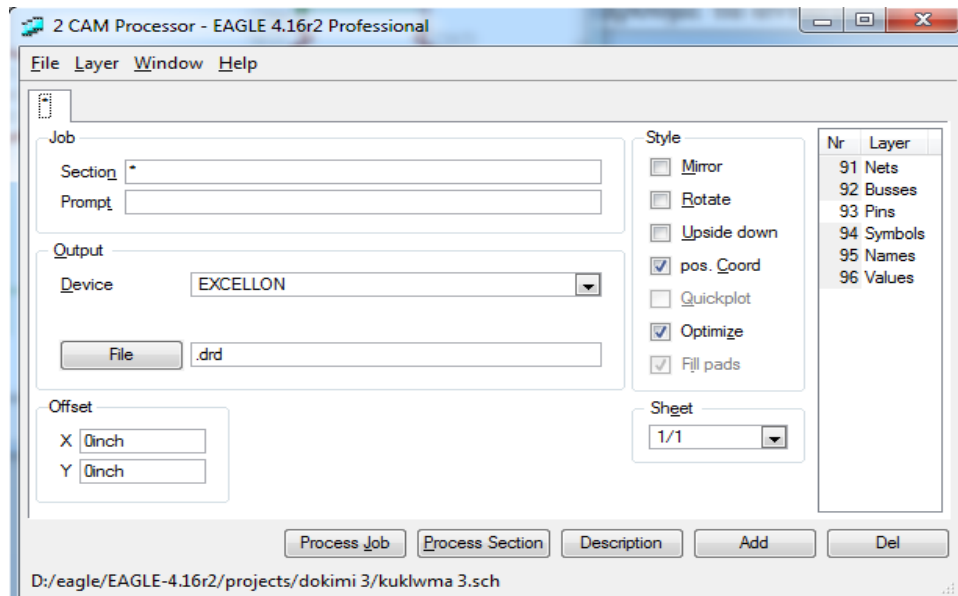 2 CAM Processor - EAGLE 4.16r2 Professional
File Layer Window Help
*
Job
Section *
Prompt
Output
Device EXCELLON
File .drd
Offset
X 0inch
Y 0inch
Style
Mirror
Rotate
Upside down
pos. Coord
Quickplot
Optimize
Fill pads
Sheet
1/1
Nr Layer
91 Nets
92 Busses
93 Pins
94 Symbols
95 Names
96 Values
Process Job Process Section Description Add Del
D:/eagle/EAGLE-4.16r2/projects/dokimi 3/kuklwma 3.sch